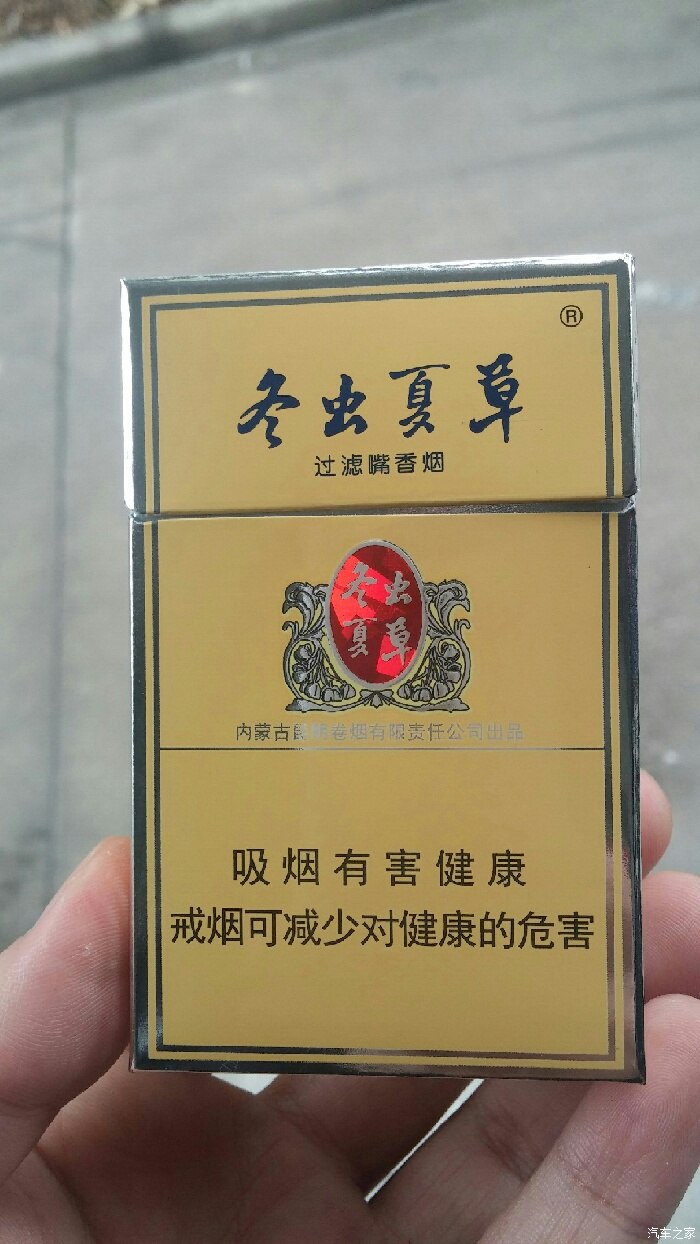 ®
冬虫夏草
过滤嘴香烟
冬虫
夏草
内蒙古昆明卷烟有限责任公司出品
吸烟有害健康
戒烟可减少对健康的危害
汽车之家